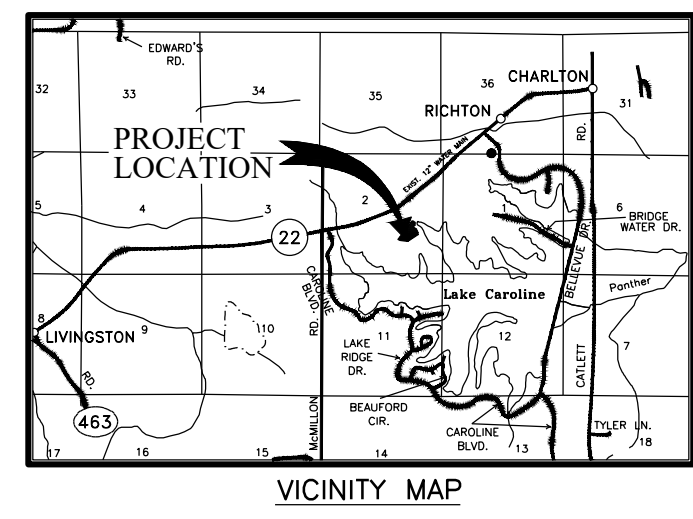 EDWARD'S
RD.
32
33
34
35
36
CHARLTON
31
RICHTON
RD.
PROJECT
LOCATION
EXIST. 12" WATER MAIN
5
4
3
2
1
6
BRIDGE
WATER DR.
22
BELLEVUE DR.
CAROLINE
BLVD.
Lake Caroline
Panther
8
LIVINGSTON
9
10
RD.
11
12
7
LAKE
RIDGE
DR.
CATLETT
RD.
463
BEAUFORD
CIR.
McMILLON
CAROLINE
BLVD.
TYLER LN.
17
16
15
14
13
18
VICINITY MAP